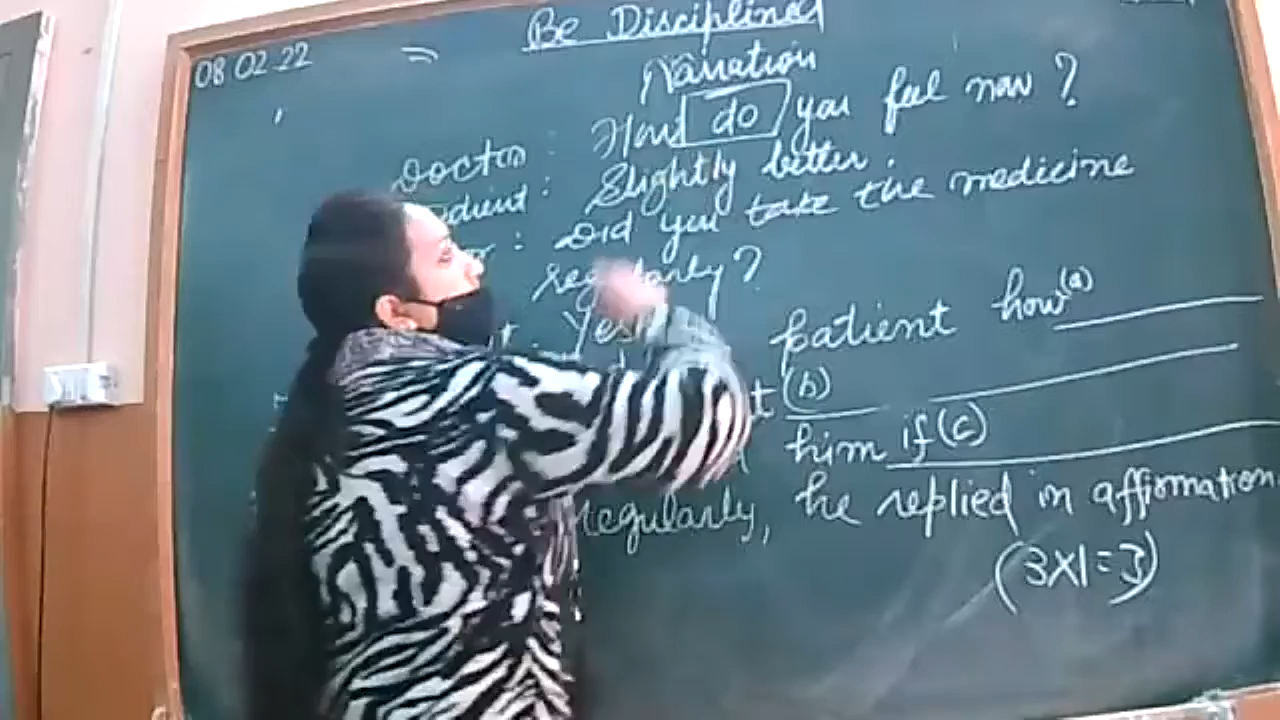 08.02.22
Be Disciplined
Narration
Doctor : How do you feel now ?
: Slightly better.
: Did you take the medicine
regularly ?
Yes
patient how (a)
(b)
him if (c)
regularly, he replied in affirmation
(3X1=3)